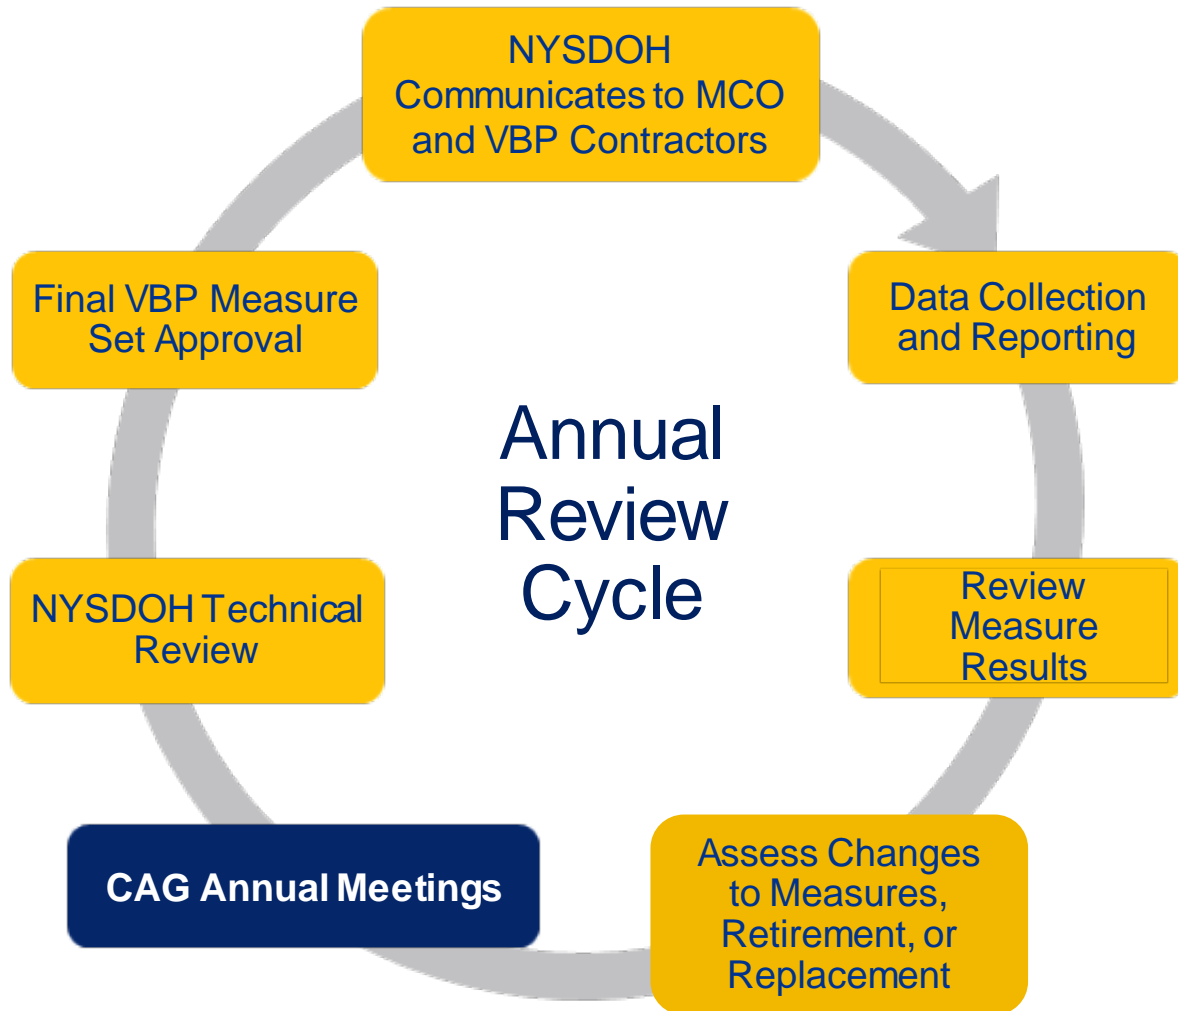 NYSDOH
Communicates to MCO
and VBP Contractors
Data Collection
and Reporting
Review
Measure
Results
Assess Changes
to Measures,
Retirement, or
Replacement
CAG Annual Meetings
NYSDOH Technical
Review
Final VBP Measure
Set Approval
Annual
Review
Cycle